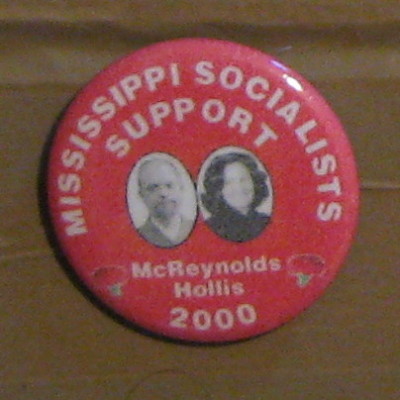 MISSISSIPPI SOCIALISTS
SUPPORT
McReynolds
Hollis
2000